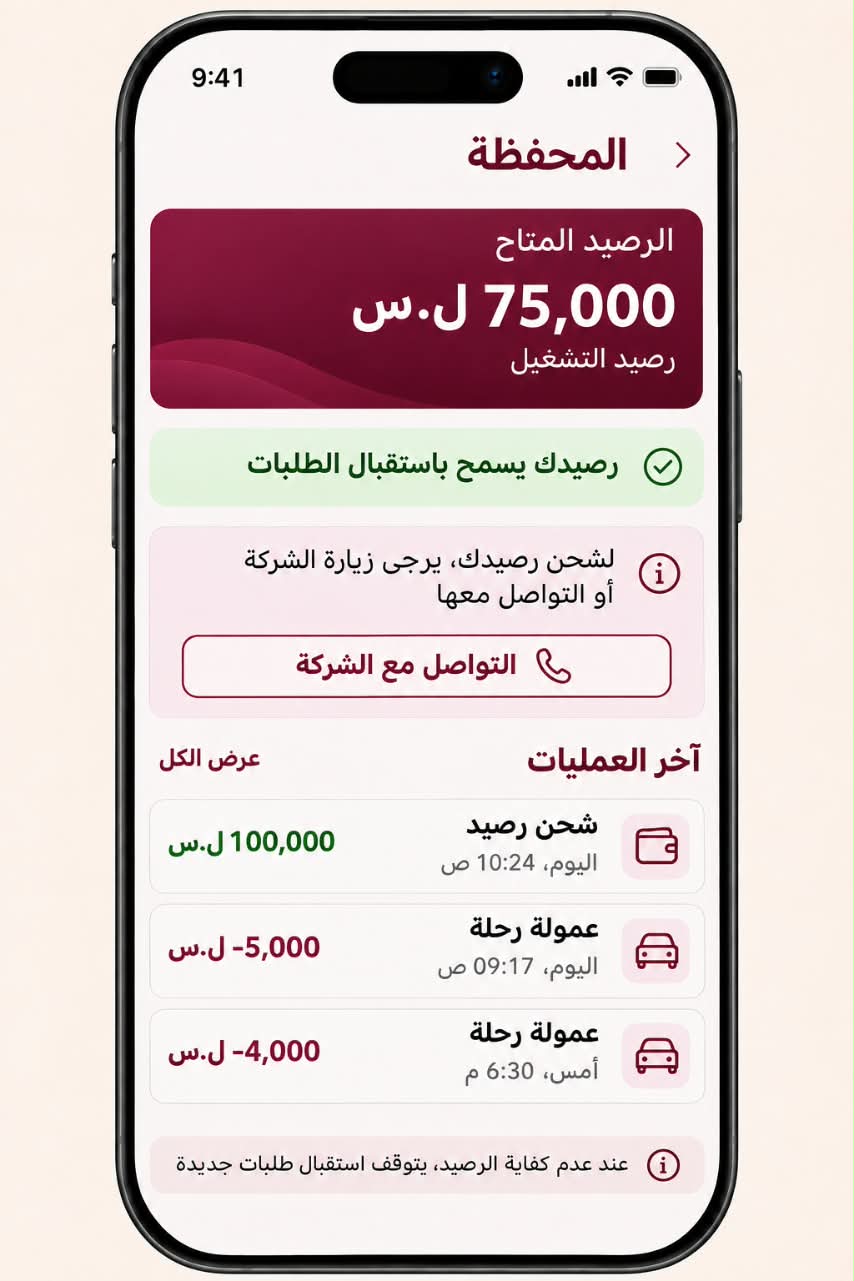 9:41
المحفظة
الرصيد المتاح
75,000 ل.س
رصيد التشغيل
رصيدك يسمح باستقبال الطلبات
لشحن رصيدك، يرجى زيارة الشركة
أو التواصل معها
التواصل مع الشركة
آخر العمليات
عرض الكل
شحن رصيد
100,000 ل.س
اليوم، 10:24 ص
عمولة رحلة
-5,000 ل.س
اليوم، 09:17 ص
عمولة رحلة
-4,000 ل.س
أمس، 6:30 م
عند عدم كفاية الرصيد، يتوقف استقبال طلبات جديدة